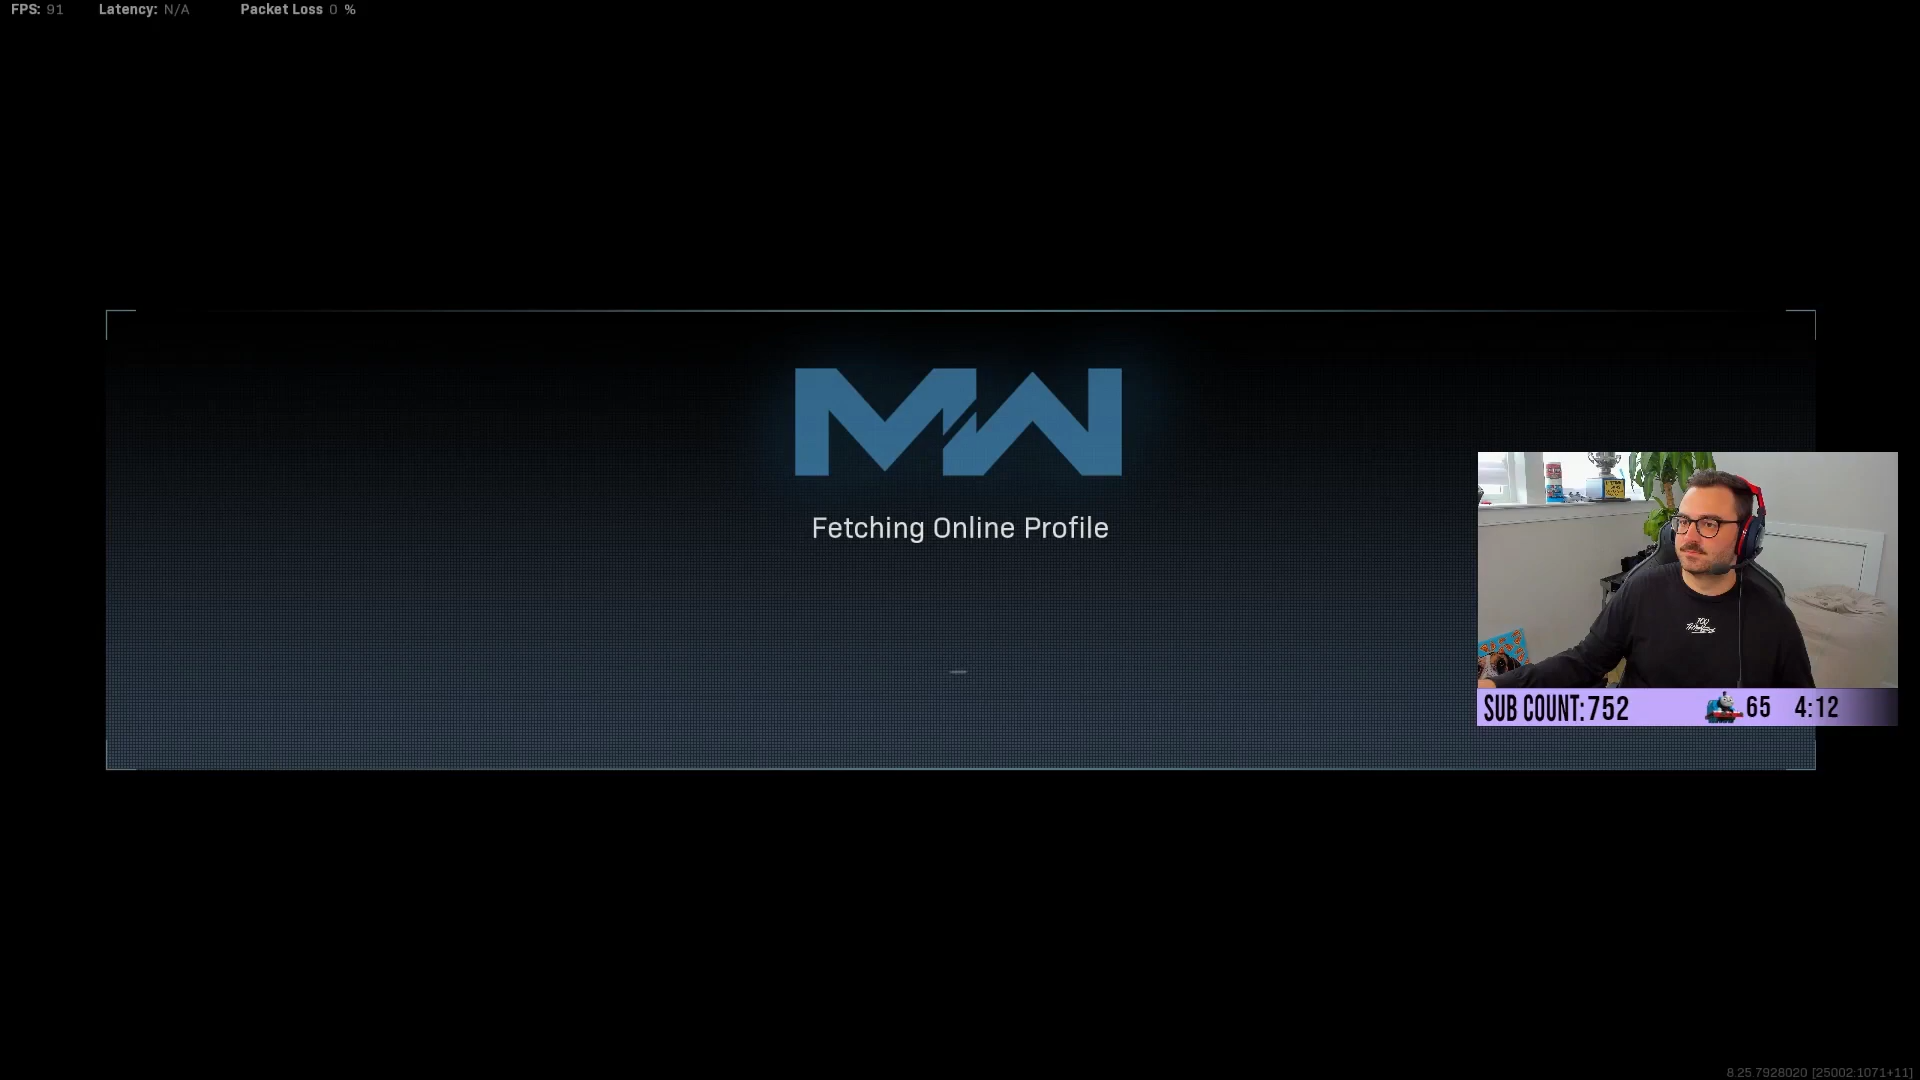 FPS: 91 Latency: N/A Packet Loss 0 %
MW
Fetching Online Profile
SUB COUNT:752 65 4:12
8.25.7928020 [25002:1071+11]